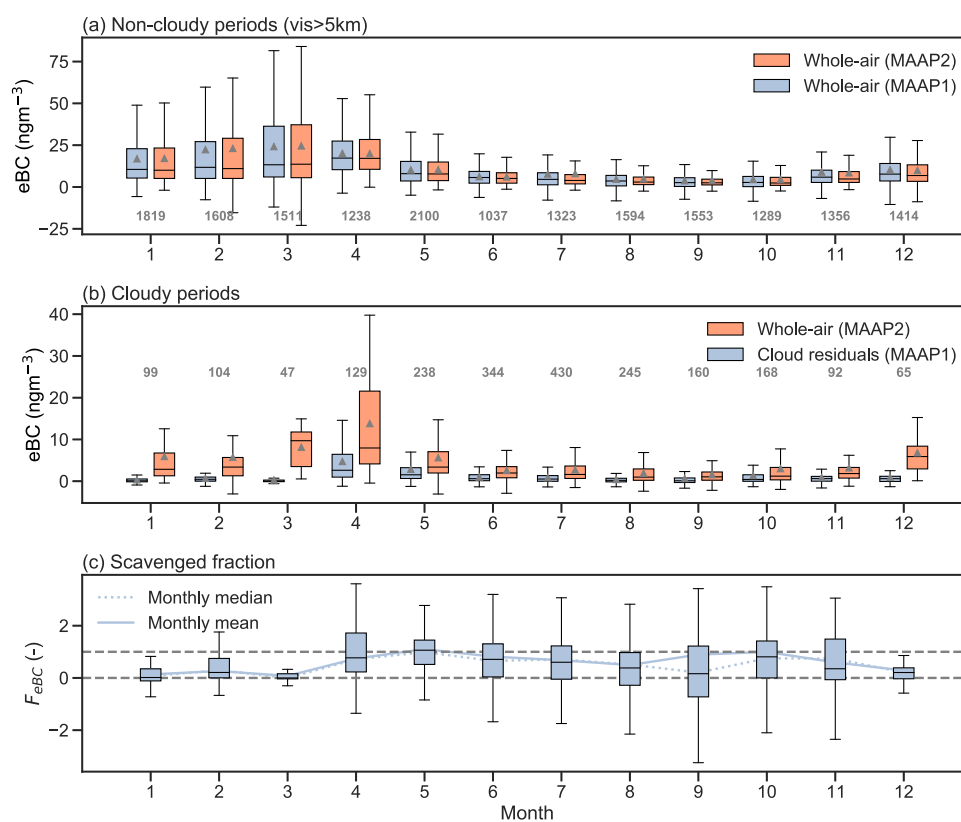 (a) Non-cloudy periods (vis>5km)
eBC (ngm⁻³)
75
50
25
0
−25
Whole-air (MAAP2)
Whole-air (MAAP1)
1819 1608 1511 1238 2100 1037 1323 1594 1553 1289 1356 1414
1 2 3 4 5 6 7 8 9 10 11 12
(b) Cloudy periods
eBC (ngm⁻³)
40
30
20
10
0
Whole-air (MAAP2)
Cloud residuals (MAAP1)
99 104 47 129 238 344 430 245 160 168 92 65
1 2 3 4 5 6 7 8 9 10 11 12
(c) Scavenged fraction
F_eBC (-)
2
0
−2
Monthly median
Monthly mean
1 2 3 4 5 6 7 8 9 10 11 12
Month